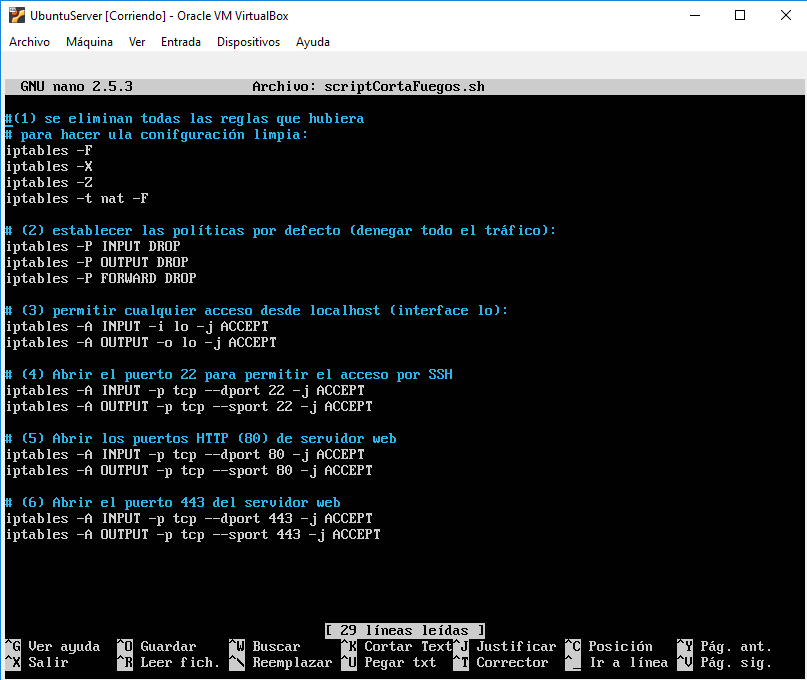 UbuntuServer [Corriendo] - Oracle VM VirtualBox
Archivo Máquina Ver Entrada Dispositivos Ayuda
GNU nano 2.5.3 Archivo: scriptCortaFuegos.sh
#(1) se eliminan todas las reglas que hubiera
# para hacer ula conifguración limpia:
iptables -F
iptables -X
iptables -Z
iptables -t nat -F
# (2) establecer las políticas por defecto (denegar todo el tráfico):
iptables -P INPUT DROP
iptables -P OUTPUT DROP
iptables -P FORWARD DROP
# (3) permitir cualquier acceso desde localhost (interface lo):
iptables -A INPUT -i lo -j ACCEPT
iptables -A OUTPUT -o lo -j ACCEPT
# (4) Abrir el puerto 22 para permitir el acceso por SSH
iptables -A INPUT -p tcp --dport 22 -j ACCEPT
iptables -A OUTPUT -p tcp --sport 22 -j ACCEPT
# (5) Abrir los puertos HTTP (80) de servidor web
iptables -A INPUT -p tcp --dport 80 -j ACCEPT
iptables -A OUTPUT -p tcp --sport 80 -j ACCEPT
# (6) Abrir el puerto 443 del servidor web
iptables -A INPUT -p tcp --dport 443 -j ACCEPT
iptables -A OUTPUT -p tcp --sport 443 -j ACCEPT
[ 29 líneas leídas ]
^G Ver ayuda ^O Guardar ^W Buscar ^K Cortar Text ^J Justificar ^C Posición ^Y Pág. ant.
^X Salir ^R Leer fich. ^\ Reemplazar ^U Pegar txt ^T Corrector ^_ Ir a línea ^V Pág. sig.